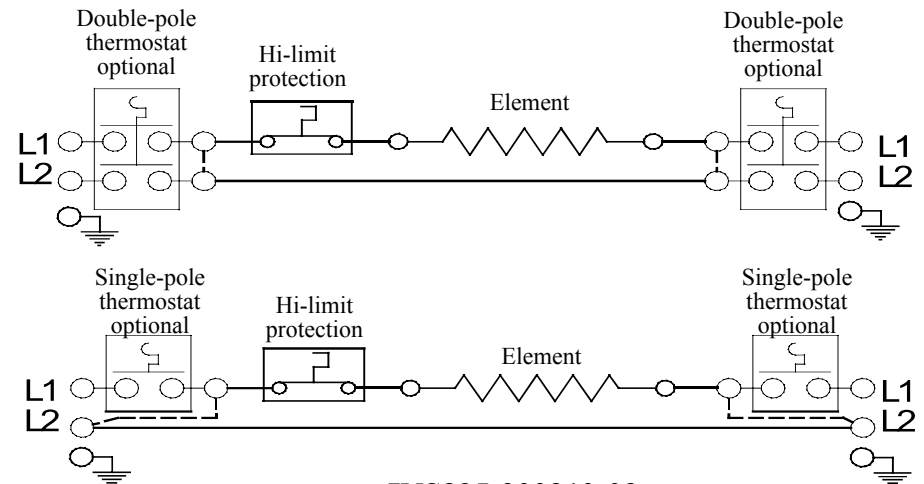 Double-pole
thermostat
optional
Hi-limit
protection
Element
Double-pole
thermostat
optional
L1
L2
L1
L2
Single-pole
thermostat
optional
Hi-limit
protection
Element
Single-pole
thermostat
optional
L1
L2
L1
L2